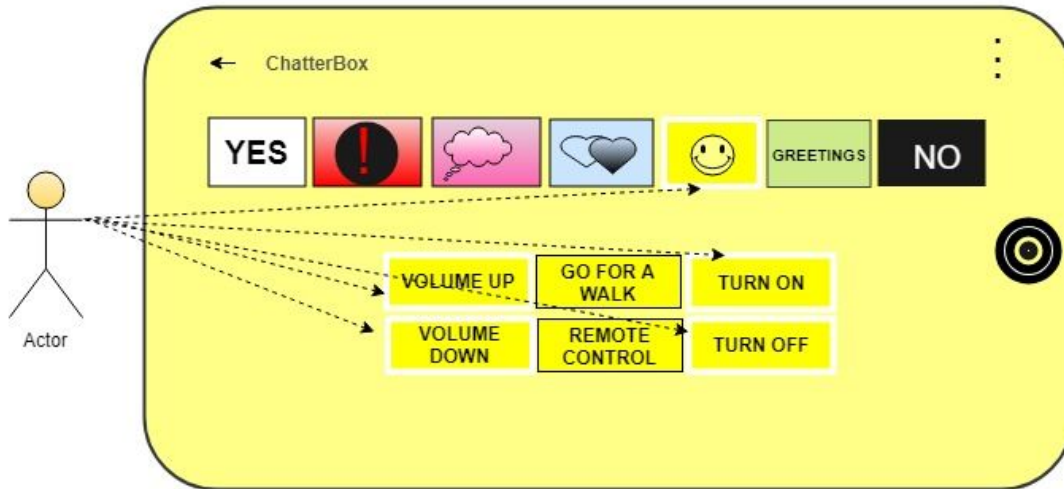 ChatterBox
YES
!
GREETINGS
NO
VOLUME UP
GO FOR A
WALK
TURN ON
VOLUME
DOWN
REMOTE
CONTROL
TURN OFF
Actor